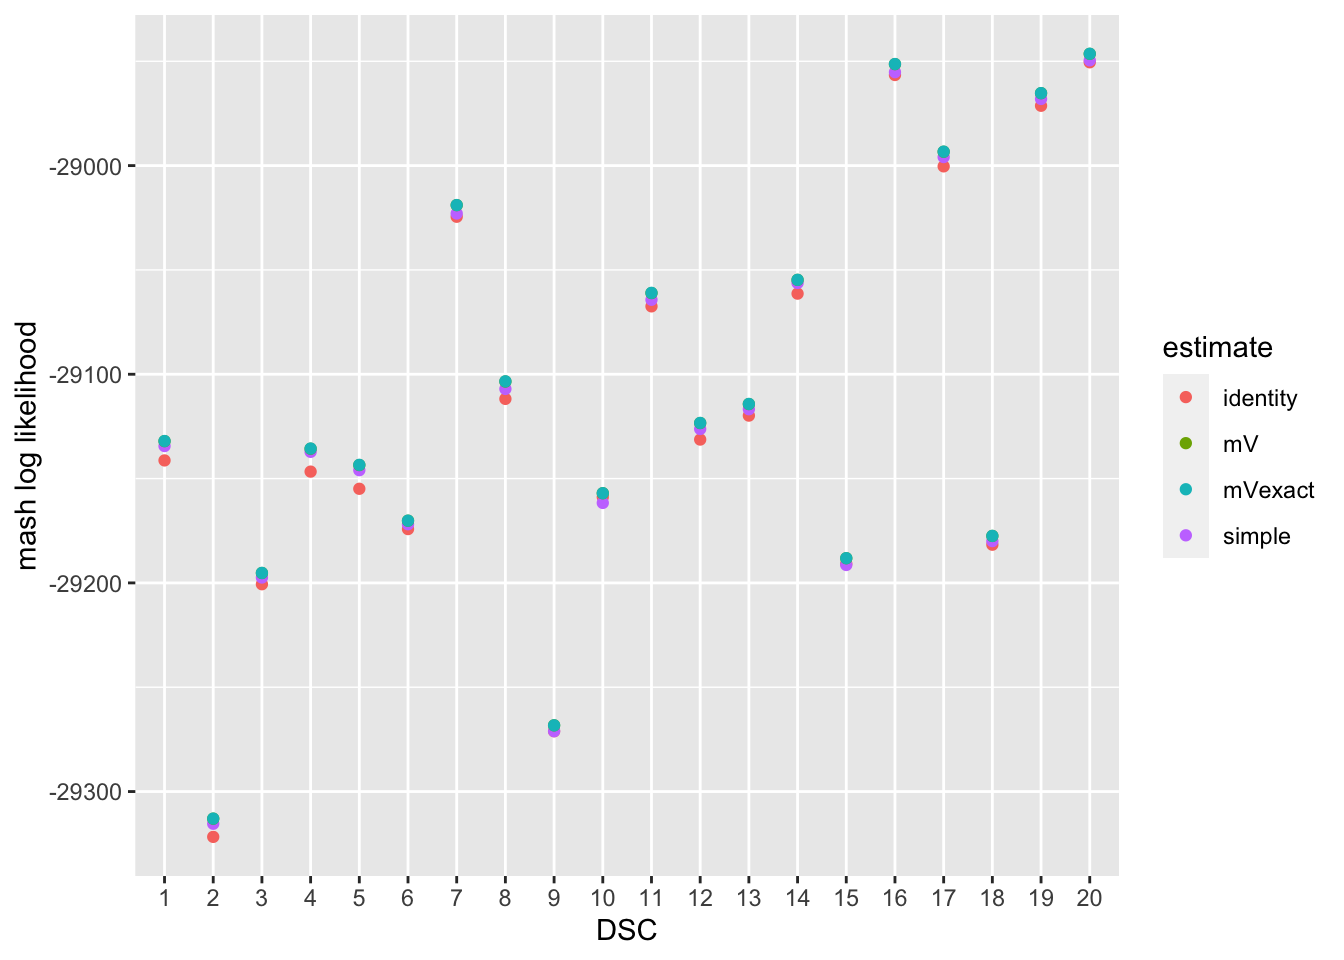 mash log likelihood
-29000
-29100
-29200
-29300
1 2 3 4 5 6 7 8 9 10 11 12 13 14 15 16 17 18 19 20
DSC
estimate
identity
mV
mVexact
simple